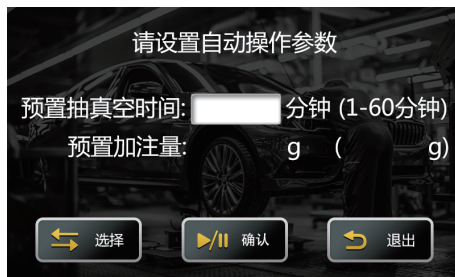 请设置自动操作参数
预置抽真空时间: 分钟 (1-60分钟)
预置加注量: g ( g)
选择 确认 退出